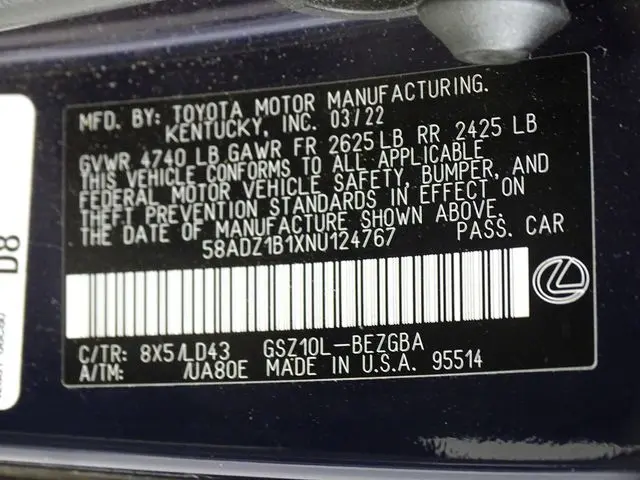 MFD. BY: TOYOTA MOTOR MANUFACTURING.
KENTUCKY, INC. 03/22
GVWR 4740 LB GAWR FR 2625 LB RR 2425 LB
THIS VEHICLE CONFORMS TO ALL APPLICABLE
FEDERAL MOTOR VEHICLE SAFETY, BUMPER, AND
THEFT PREVENTION STANDARDS IN EFFECT ON
THE DATE OF MANUFACTURE SHOWN ABOVE.
58ADZ1B1XNU124767 PASS. CAR
C/TR: 8X5/LD43 GSZ10L-BEZGBA
A/TM: /UA80E MADE IN U.S.A. 95514
D8